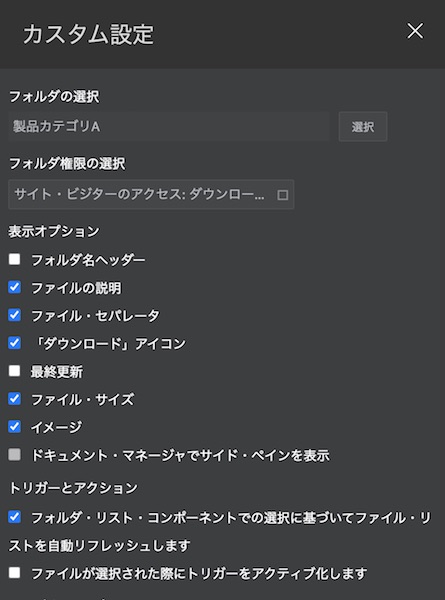 カスタム設定
フォルダの選択
製品カテゴリA
選択
フォルダ権限の選択
サイト・ビジターのアクセス: ダウンロー...
表示オプション
フォルダ名ヘッダー
ファイルの説明
ファイル・セパレータ
「ダウンロード」アイコン
最終更新
ファイル・サイズ
イメージ
ドキュメント・マネージャでサイド・ペインを表示
トリガーとアクション
フォルダ・リスト・コンポーネントでの選択に基づいてファイル・リ
ストを自動リフレッシュします
ファイルが選択された際にトリガーをアクティブ化します